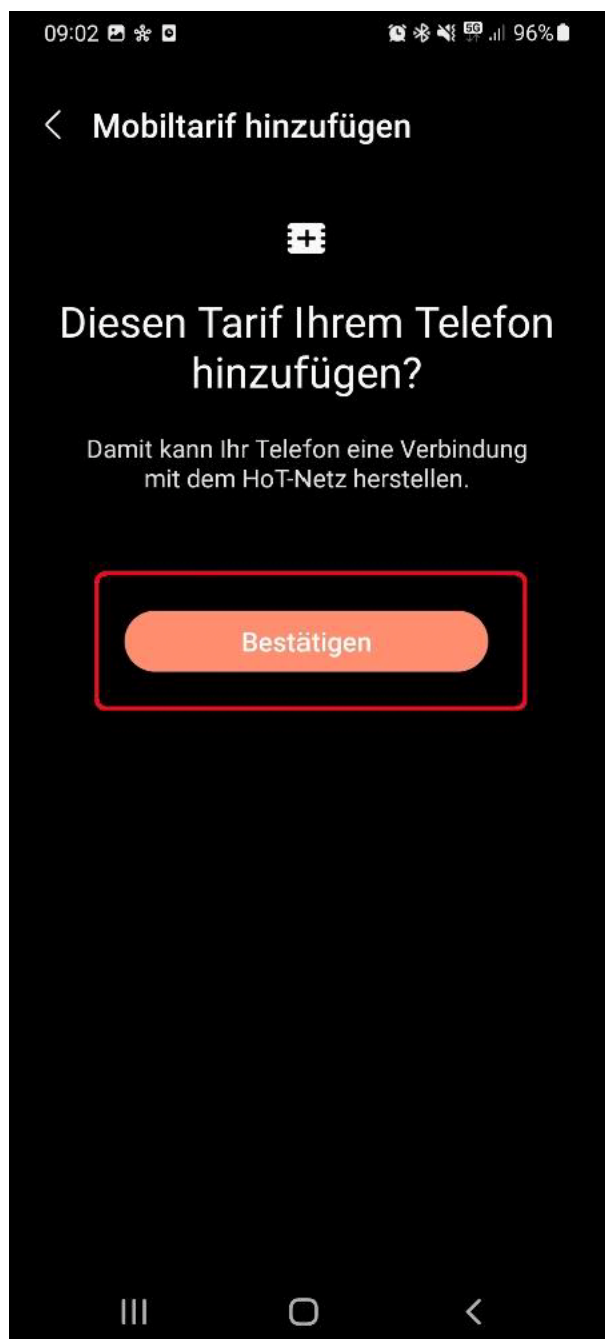 09:02 5G 96%
Mobiltarif hinzufügen
Diesen Tarif Ihrem Telefon
hinzufügen?
Damit kann Ihr Telefon eine Verbindung
mit dem HoT-Netz herstellen.
Bestätigen